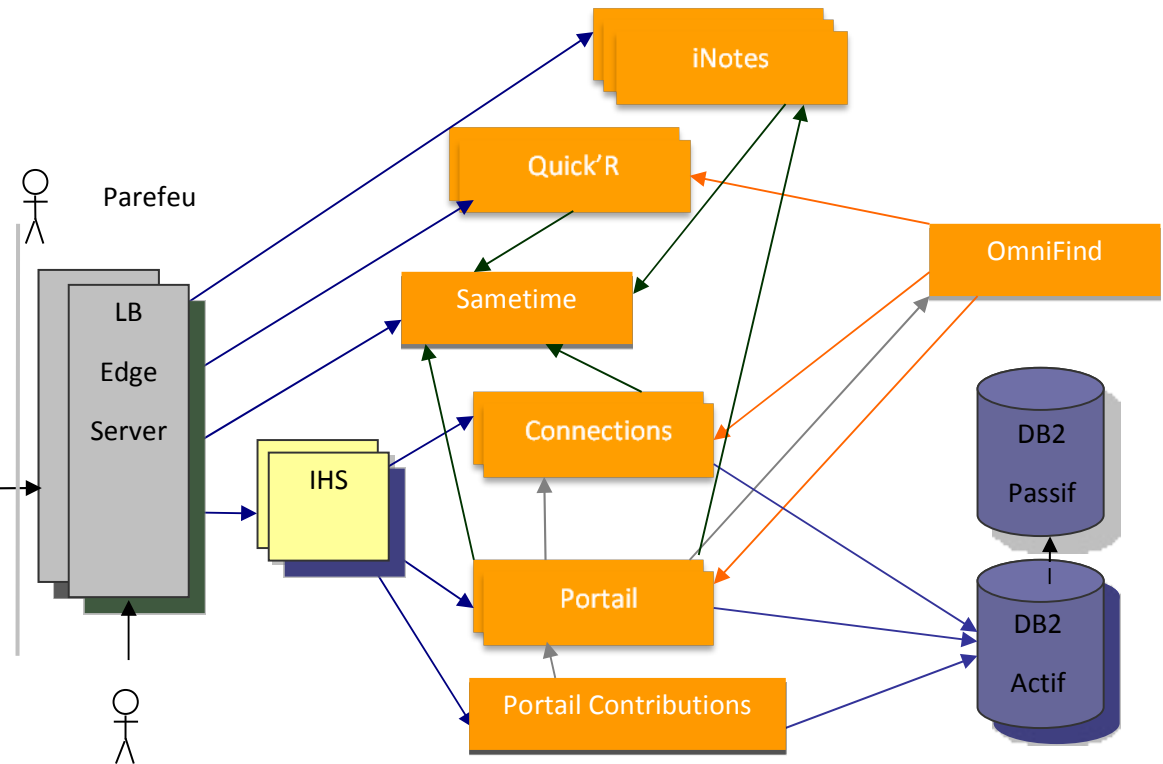 iNotes
Quick'R
Parefeu
OmniFind
LB
Edge
Server
Sametime
Connections
DB2
Passif
IHS
Portail
DB2
Actif
Portail Contributions